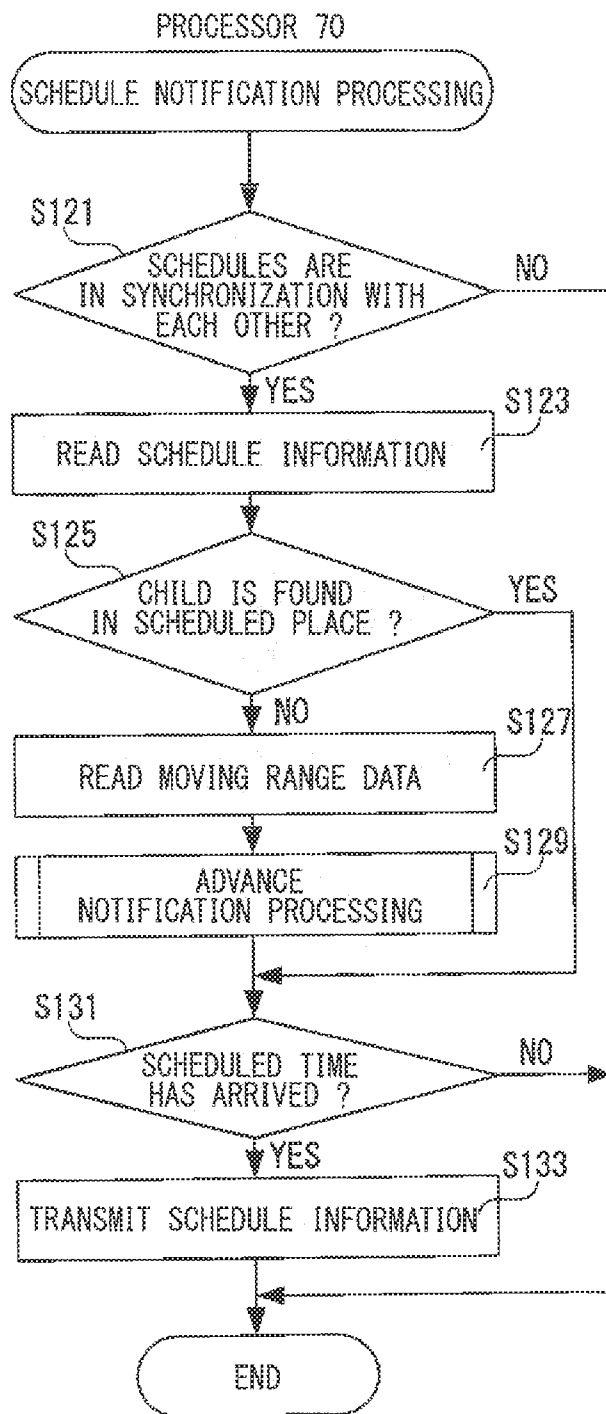 PROCESSOR 70
SCHEDULE NOTIFICATION PROCESSING
S121
SCHEDULES ARE
IN SYNCHRONIZATION WITH
EACH OTHER ?
NO
YES
S123
READ SCHEDULE INFORMATION
S125
CHILD IS FOUND
IN SCHEDULED PLACE ?
YES
NO
S127
READ MOVING RANGE DATA
S129
ADVANCE
NOTIFICATION PROCESSING
S131
SCHEDULED TIME
HAS ARRIVED ?
NO
YES
S133
TRANSMIT SCHEDULE INFORMATION
END